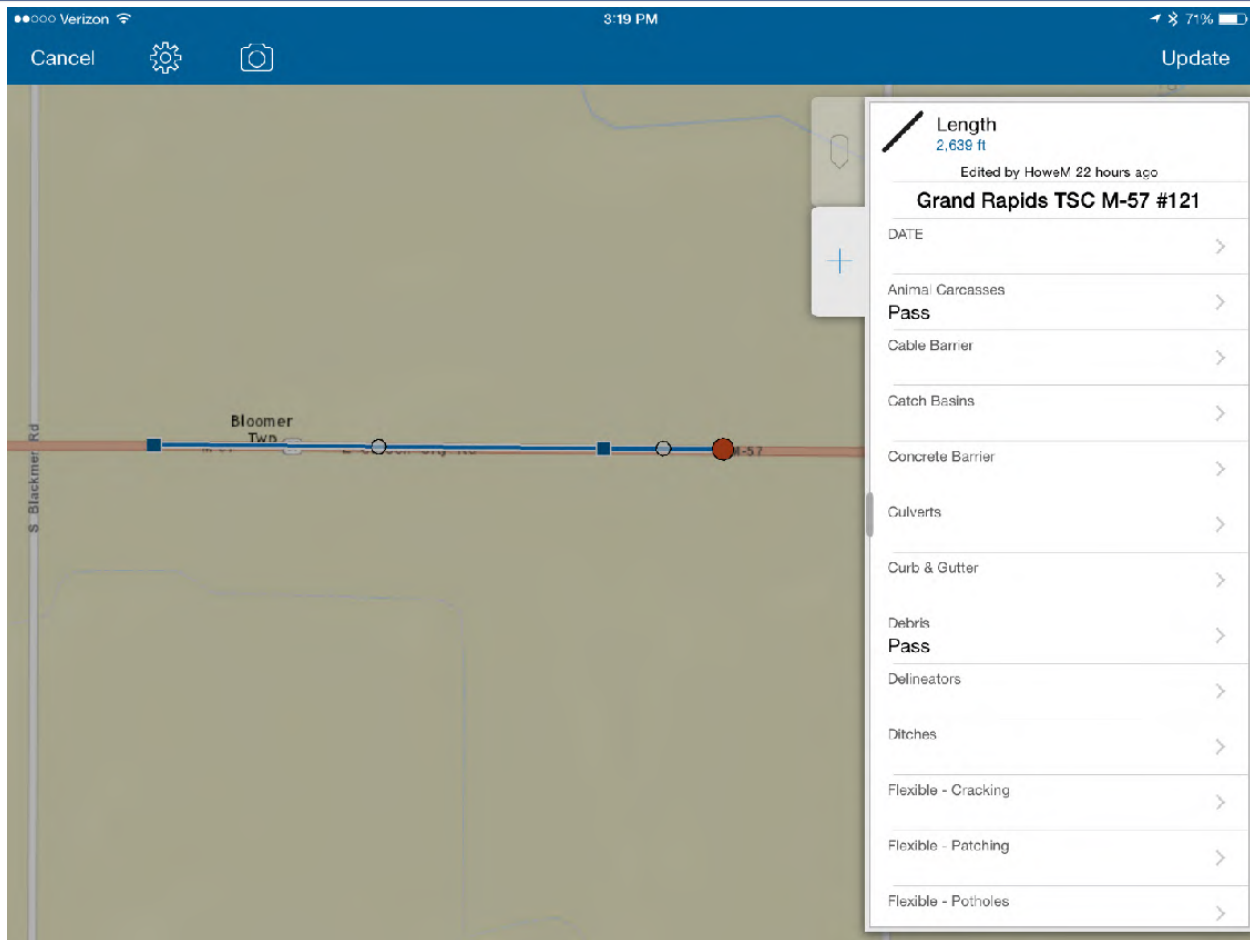 Verizon 3:19 PM 71%
Cancel Update
Length
2,639 ft
Edited by HoweM 22 hours ago
Grand Rapids TSC M-57 #121
DATE
Animal Carcasses
Pass
Cable Barrier
Catch Basins
Concrete Barrier
Culverts
Curb & Gutter
Debris
Pass
Delineators
Ditches
Flexible - Cracking
Flexible - Patching
Flexible - Potholes
Bloomer
Twp
M-57
S Blackmer Rd